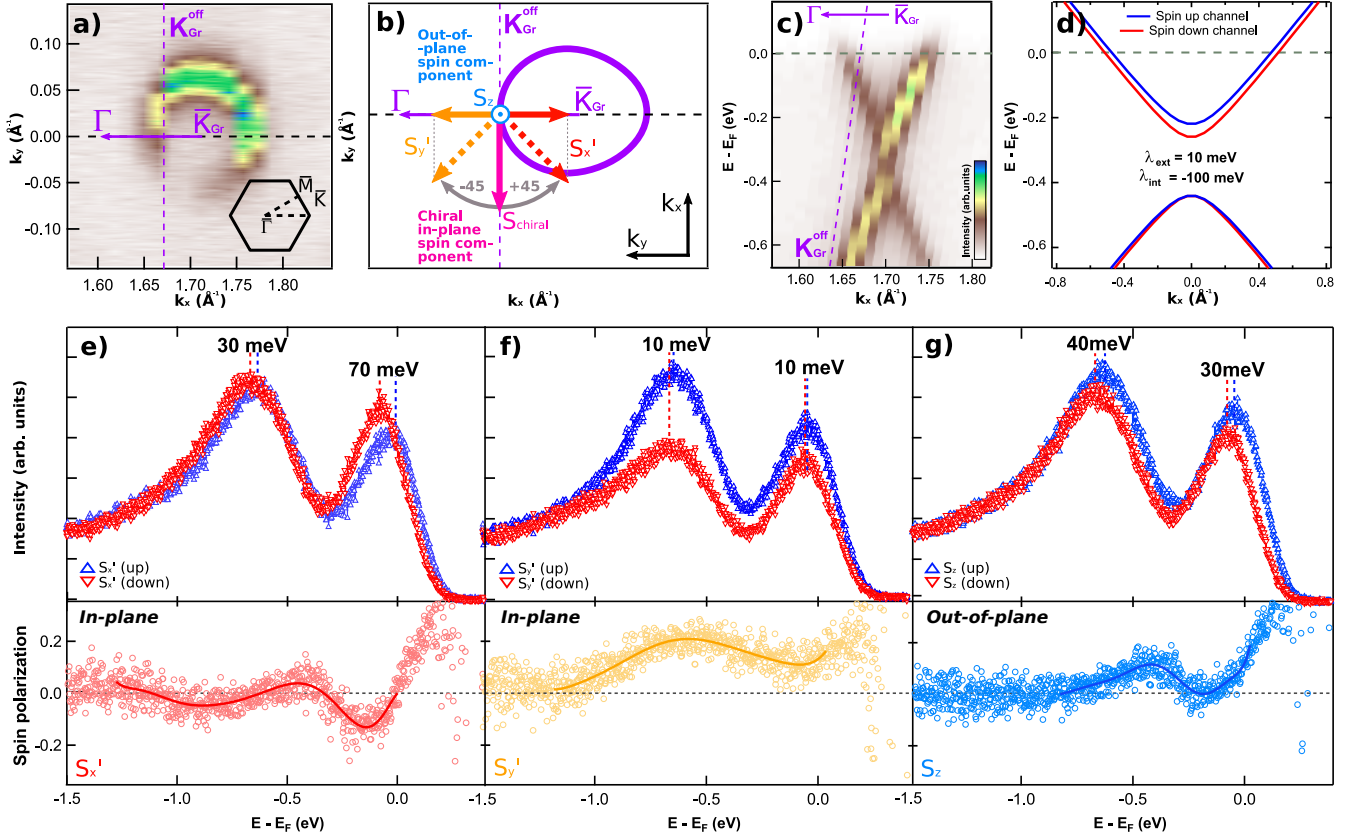 a)
K^off_Gr
Γ
K̅_Gr
M̅
K̅
Γ̅
0.10
0.05
0.00
-0.05
-0.10
k_y (Å⁻¹)
1.60
1.65
1.70
1.75
1.80
k_x (Å⁻¹)
b)
K^off_Gr
Out-of-
plane
spin com-
ponent
S_z
Γ
K̅_Gr
S_y'
S_x'
-45
+45
S_chiral
Chiral
in-plane
spin com-
ponent
k_x
k_y
k_y (Å⁻¹)
k_x (Å⁻¹)
c)
Γ
K̅_Gr
K^off_Gr
Intensity (arb.units)
0.0
-0.2
-0.4
-0.6
E - E_F (eV)
1.60
1.65
1.70
1.75
1.80
k_x (Å⁻¹)
d)
Spin up channel
Spin down channel
λ_ext = 10 meV
λ_int = -100 meV
0.0
-0.2
-0.4
-0.6
E - E_F (eV)
-0.8
-0.4
0.0
0.4
0.8
k_x (Å⁻¹)
e)
30 meV
70 meV
S_x' (up)
S_x' (down)
Intensity (arb. units)
In-plane
S_x'
0.2
0.0
-0.2
Spin polarization
-1.5
-1.0
-0.5
0.0
E - E_F (eV)
f)
10 meV
10 meV
S_y' (up)
S_y' (down)
In-plane
S_y'
-1.5
-1.0
-0.5
0.0
E - E_F (eV)
g)
40meV
30meV
S_z (up)
S_z (down)
Out-of-plane
S_z
-1.5
-1.0
-0.5
0.0
E - E_F (eV)